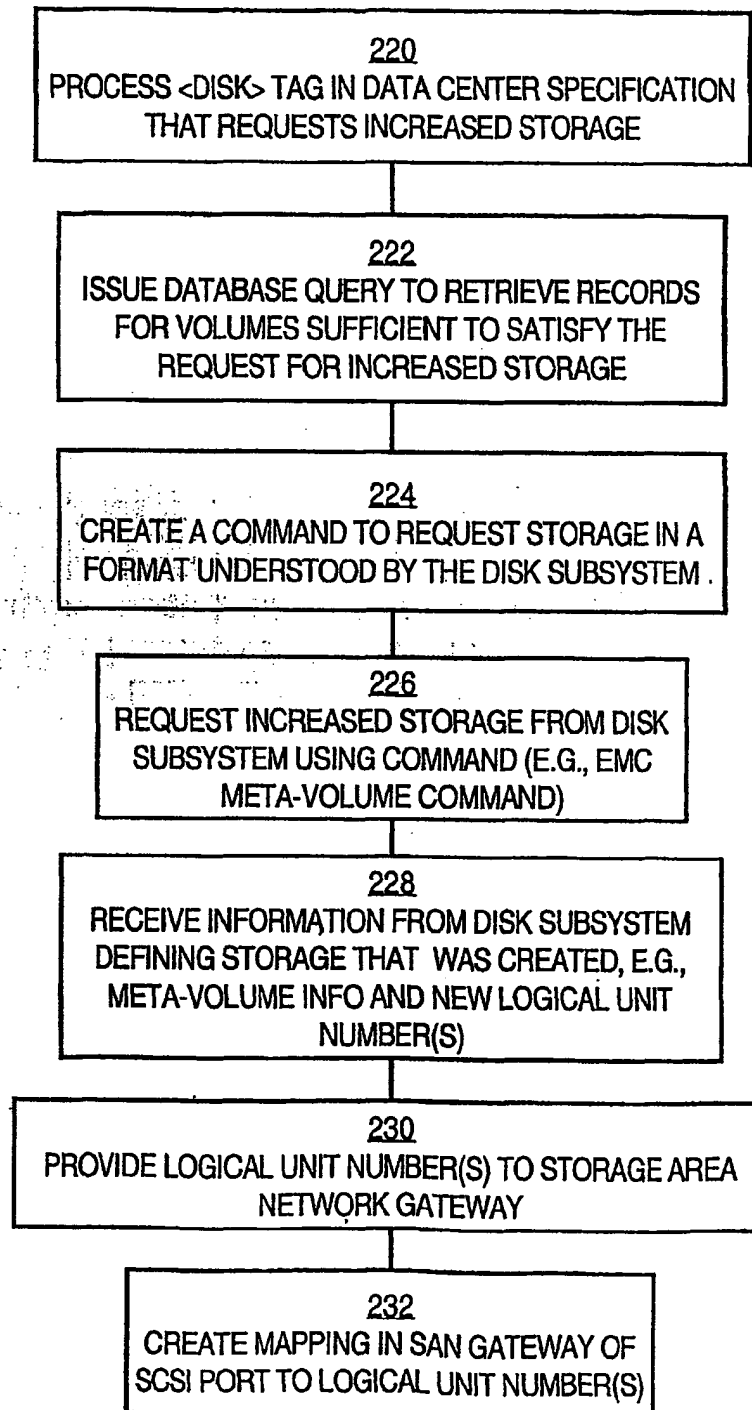 220
PROCESS <DISK> TAG IN DATA CENTER SPECIFICATION
THAT REQUESTS INCREASED STORAGE
222
ISSUE DATABASE QUERY TO RETRIEVE RECORDS
FOR VOLUMES SUFFICIENT TO SATISFY THE
REQUEST FOR INCREASED STORAGE
224
CREATE A COMMAND TO REQUEST STORAGE IN A
FORMAT UNDERSTOOD BY THE DISK SUBSYSTEM.
226
REQUEST INCREASED STORAGE FROM DISK
SUBSYSTEM USING COMMAND (E.G., EMC
META-VOLUME COMMAND)
228
RECEIVE INFORMATION FROM DISK SUBSYSTEM
DEFINING STORAGE THAT WAS CREATED, E.G.,
META-VOLUME INFO AND NEW LOGICAL UNIT
NUMBER(S)
230
PROVIDE LOGICAL UNIT NUMBER(S) TO STORAGE AREA
NETWORK GATEWAY
232
CREATE MAPPING IN SAN GATEWAY OF
SCSI PORT TO LOGICAL UNIT NUMBER(S)